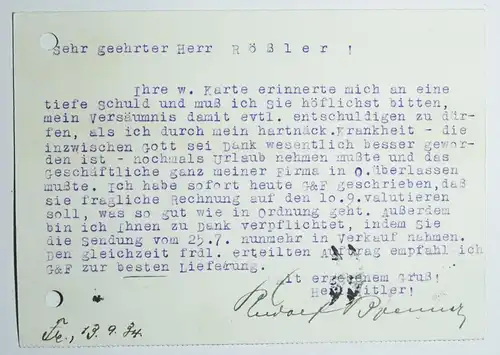 Sehr geehrter Herr R ö ß l e r !
Ihre w. Karte erinnerte mich an eine
tiefe Schuld und muß ich Sie höflichst bitten,
mein Versäumnis damit evtl. entschuldigen zu dür-
fen, als ich durch mein hartnäck.Krankheit - die
inzwischen Gott sei Dank wesentlich besser gewor-
den ist - nochmals Urlaub nehmen mußte und das
Geschäftliche ganz meiner Firma in O.überlassen
mußte. Ich habe sofort heute G&F geschrieben,daß
sie fragliche Rechnung auf den 10.9.valutieren
soll, was so gut wie in Ordnung geht. Außerdem
bin ich Ihnen zu Dank verpflichtet, indem Sie
die Sendung vom 25.7. nunmehr in Verkauf nahmen.
Den gleichzeit frdl. erteilten Auftrag empfahl ich
G&F zur besten Lieferung.
Mit ergebenem Gruß!
Heil Hitler!
Rudolf
Fr., 13.9.34.